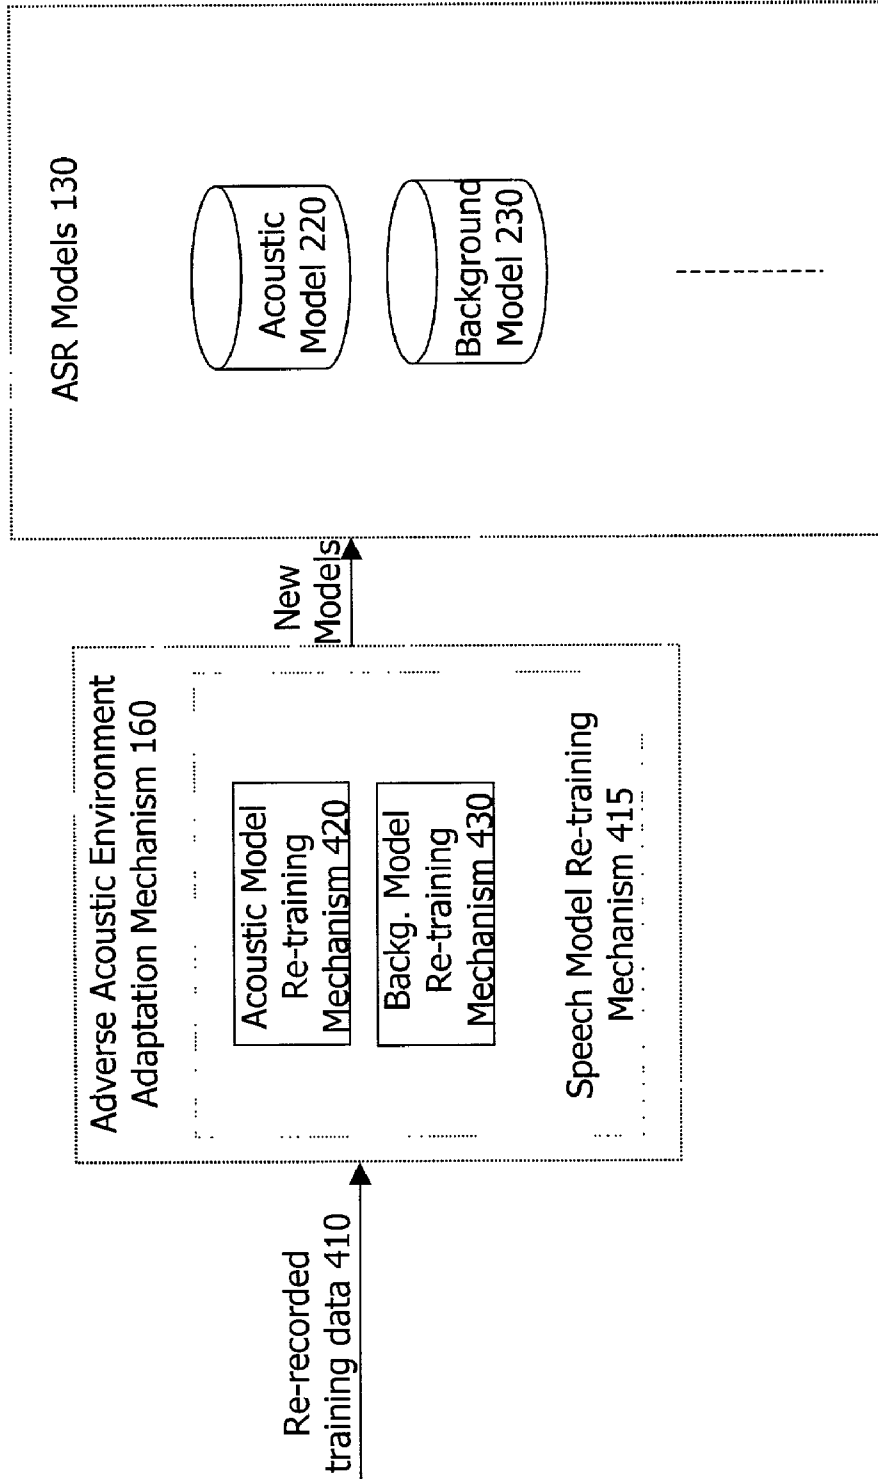 Re-recorded
training data 410
Adverse Acoustic Environment
Adaptation Mechanism 160
Acoustic Model
Re-training
Mechanism 420
Backg. Model
Re-training
Mechanism 430
Speech Model Re-training
Mechanism 415
New
Models
ASR Models 130
Acoustic
Model 220
Background
Model 230